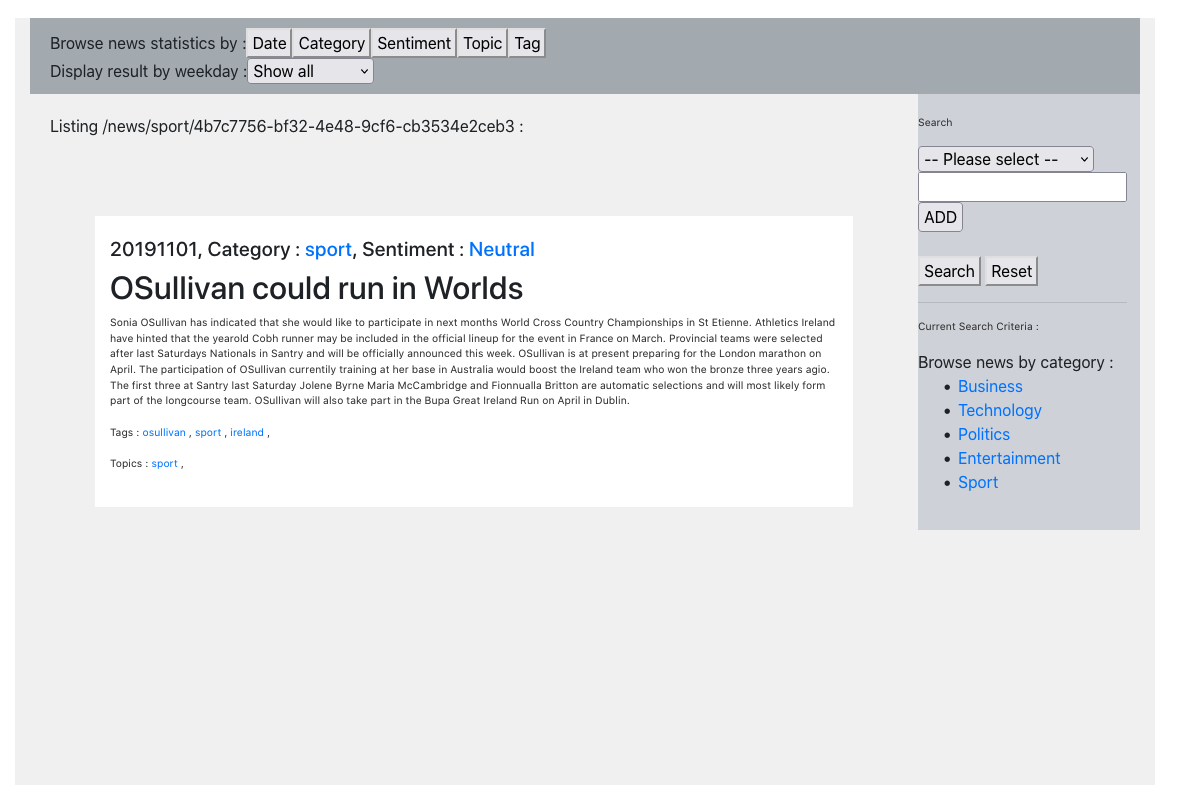 Browse news statistics by : Date Category Sentiment Topic Tag
Display result by weekday : Show all
Listing /news/sport/4b7c7756-bf32-4e48-9cf6-cb3534e2ceb3 :
20191101, Category : sport, Sentiment : Neutral
OSullivan could run in Worlds
Sonia OSullivan has indicated that she would like to participate in next months World Cross Country Championships in St Etienne. Athletics Ireland
have hinted that the yearold Cobh runner may be included in the official lineup for the event in France on March. Provincial teams were selected
after last Saturdays Nationals in Santry and will be officially announced this week. OSullivan is at present preparing for the London marathon on
April. The participation of OSullivan currentily training at her base in Australia would boost the Ireland team who won the bronze three years agio.
The first three at Santry last Saturday Jolene Byrne Maria McCambridge and Fionnualla Britton are automatic selections and will most likely form
part of the longcourse team. OSullivan will also take part in the Bupa Great Ireland Run on April in Dublin.
Tags : osullivan , sport , ireland ,
Topics : sport ,
Search
-- Please select --
ADD
Search Reset
Current Search Criteria :
Browse news by category :
• Business
• Technology
• Politics
• Entertainment
• Sport